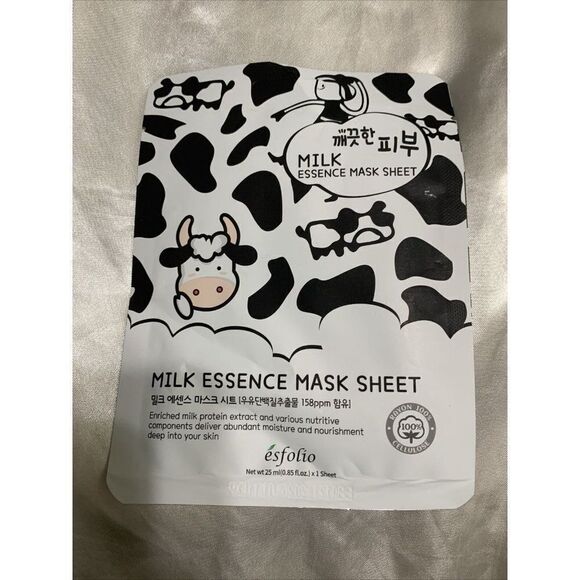 깨끗한 피부
MILK
ESSENCE MASK SHEET
MILK ESSENCE MASK SHEET
밀크 에센스 마스크 시트 [우유단백질추출물 158ppm 함유]
Enriched milk protein extract and various nutritive
components deliver abundant moisture and nourishment
deep into your skin
100%
CELLULOSE
esfolio
Net wt 25 ml(0.85 fl.oz.) x 1 Sheet